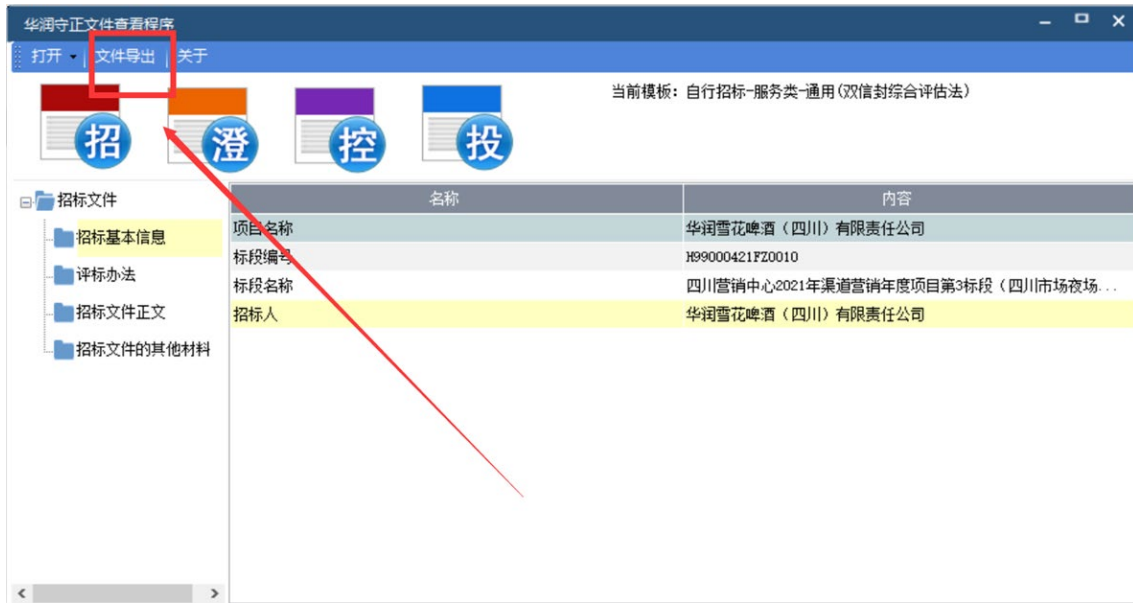 华润守正文件查看程序
打开 文件导出 关于
招 澄 控 投
当前模板：自行招标-服务类-通用(双信封综合评估法)
招标文件
招标基本信息
评标办法
招标文件正文
招标文件的其他材料
名称 内容
项目名称 华润雪花啤酒（四川）有限责任公司
标段编号 H99000421FZ0010
标段名称 四川营销中心2021年渠道营销年度项目第3标段（四川市场夜场...
招标人 华润雪花啤酒（四川）有限责任公司